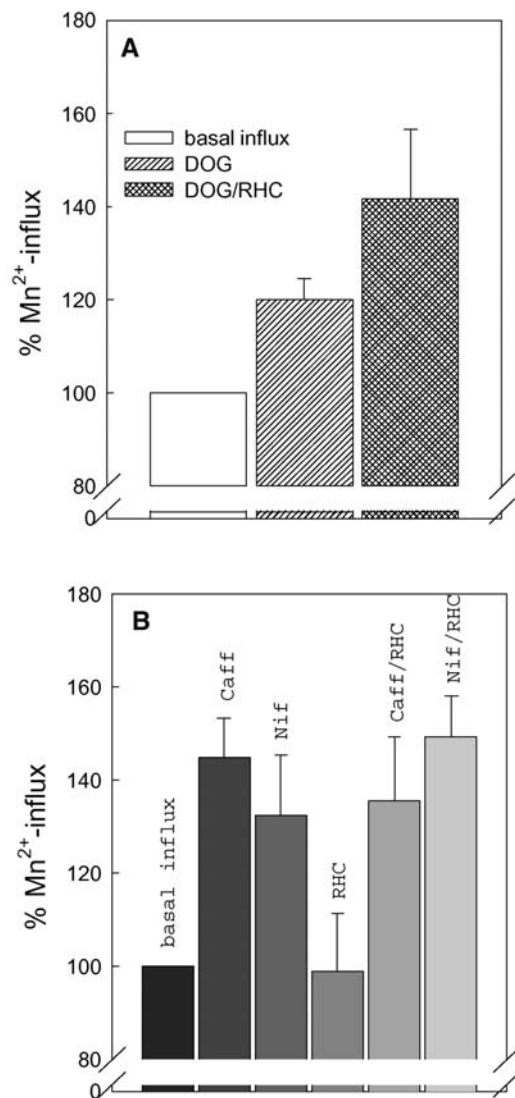 A
180
160
140
120
100
80
0
% Mn²⁺-influx
basal influx
DOG
DOG/RHC
B
180
160
140
120
100
80
0
% Mn²⁺-influx
basal influx
Caff
Nif
RHC
Caff/RHC
Nif/RHC